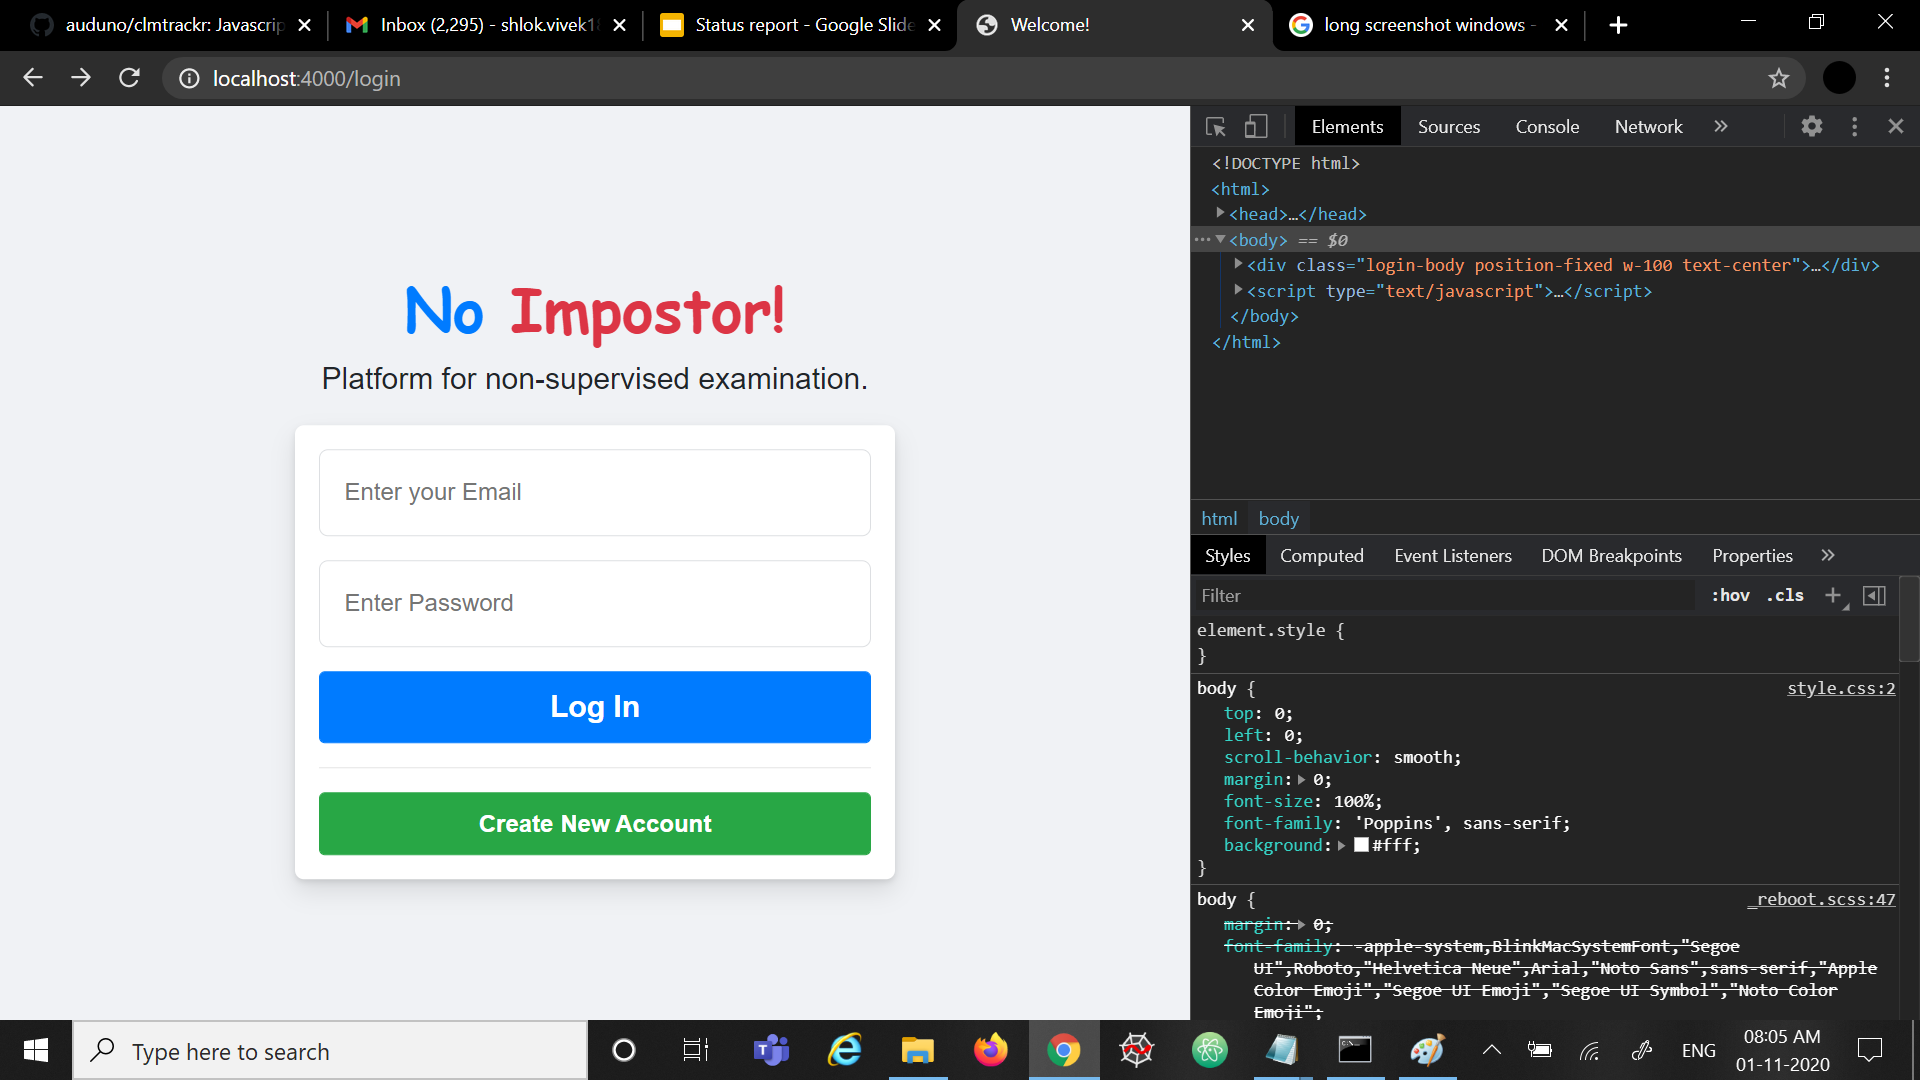 auduno/clmtrackr: Javascrip
Inbox (2,295) - shlok.vivek18
Status report - Google Slide
Welcome!
long screenshot windows -
localhost:4000/login
No Impostor!
Platform for non-supervised examination.
Enter your Email
Enter Password
Log In
Create New Account
Elements Sources Console Network »
<!DOCTYPE html>
<html>
<head>…</head>
<body> == $0
<div class="login-body position-fixed w-100 text-center">…</div>
<script type="text/javascript">…</script>
</body>
</html>
html body
Styles Computed Event Listeners DOM Breakpoints Properties »
Filter :hov .cls +
element.style {
}
body { style.css:2
top: 0;
left: 0;
scroll-behavior: smooth;
margin: 0;
font-size: 100%;
font-family: 'Poppins', sans-serif;
background: #fff;
}
body { _reboot.scss:47
margin: 0;
font-family: -apple-system,BlinkMacSystemFont,"Segoe
UI",Roboto,"Helvetica Neue",Arial,"Noto Sans",sans-serif,"Apple
Color Emoji","Segoe UI Emoji","Segoe UI Symbol","Noto Color
Emoji";
Type here to search
ENG
08:05 AM
01-11-2020